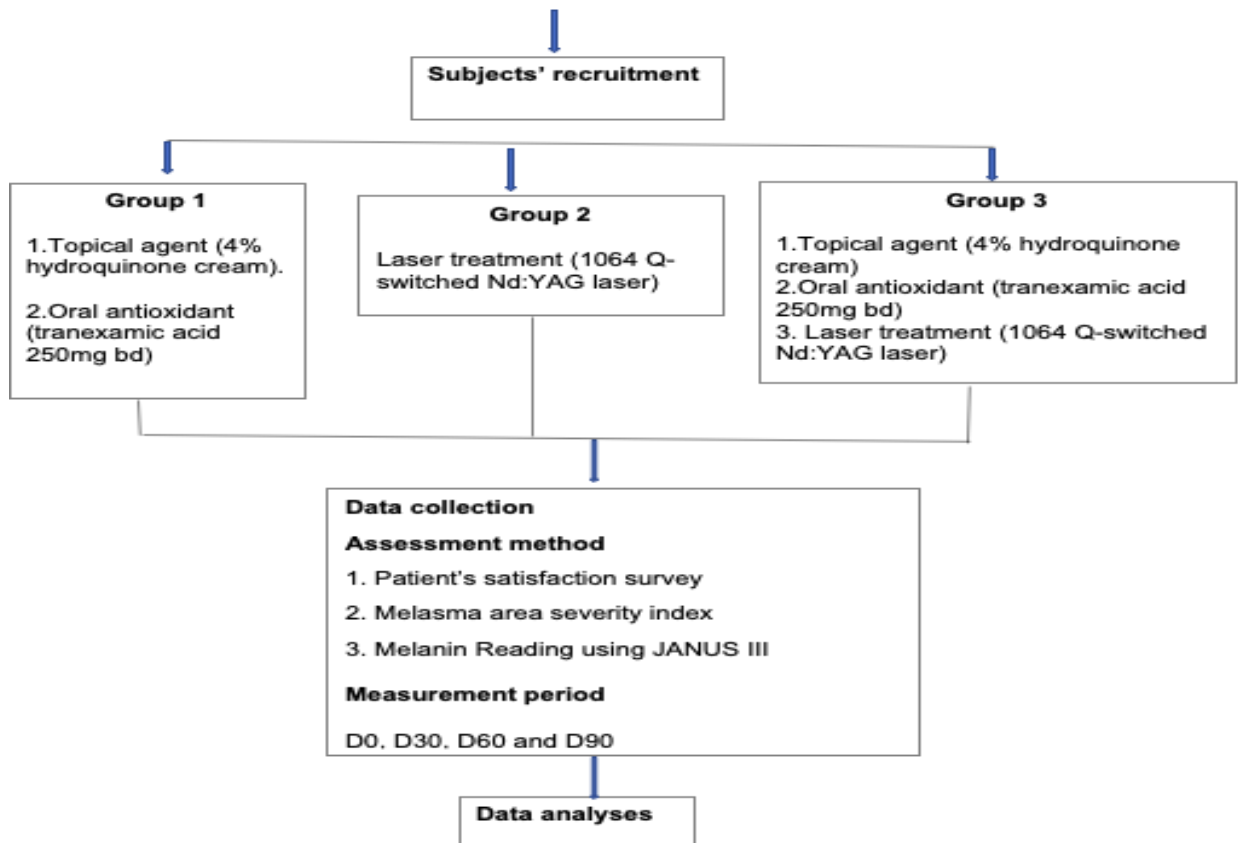 Subjects' recruitment
Group 1
1.Topical agent (4%
hydroquinone cream).
2.Oral antioxidant
(tranexamic acid
250mg bd)
Group 2
Laser treatment (1064 Q-
switched Nd:YAG laser)
Group 3
1.Topical agent (4% hydroquinone
cream)
2.Oral antioxidant (tranexamic acid
250mg bd)
3. Laser treatment (1064 Q-switched
Nd:YAG laser)
Data collection
Assessment method
1. Patient's satisfaction survey
2. Melasma area severity index
3. Melanin Reading using JANUS III
Measurement period
D0, D30, D60 and D90
Data analyses